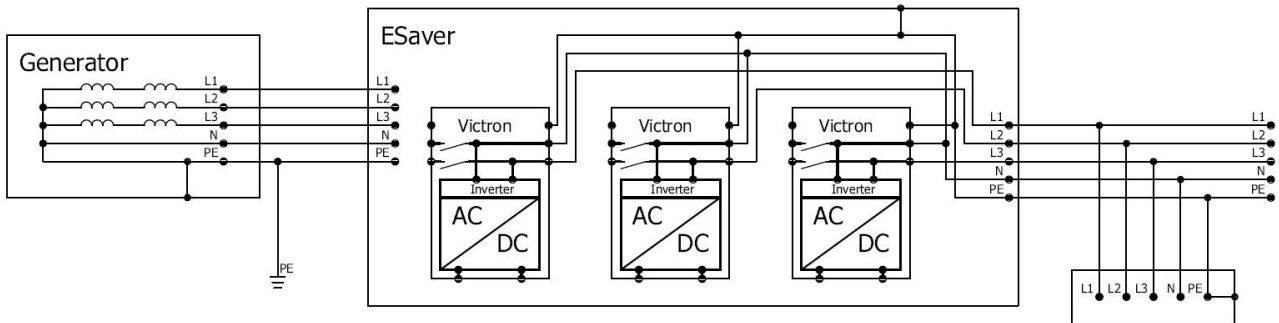 Generator
L1
L2
L3
N
PE
PE
ESaver
L1
L2
L3
N
PE
Victron
Inverter
AC
DC
Victron
Inverter
AC
DC
Victron
Inverter
AC
DC
L1
L2
L3
N
PE
L1
L2
L3
N
PE
L1 L2 L3 N PE